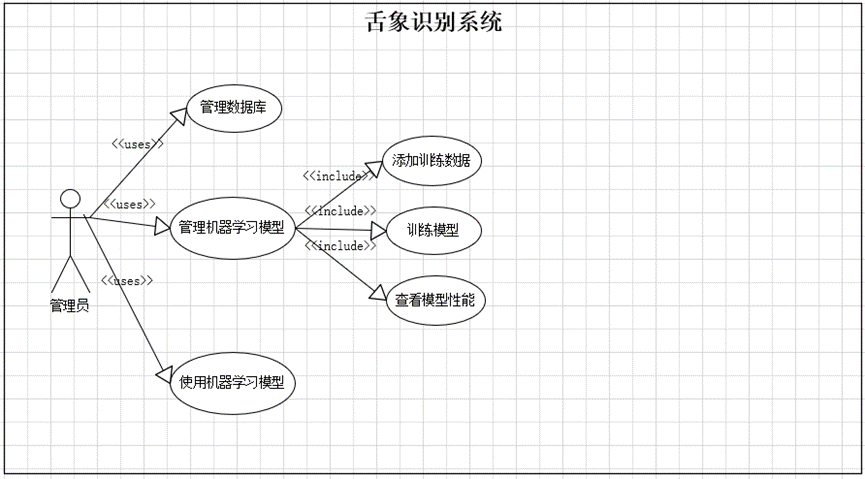 舌象识别系统
管理数据库
<<uses>>
添加训练数据
<<include>>
<<uses>>
<<include>>
管理机器学习模型
训练模型
<<include>>
<<uses>>
查看模型性能
管理员
使用机器学习模型